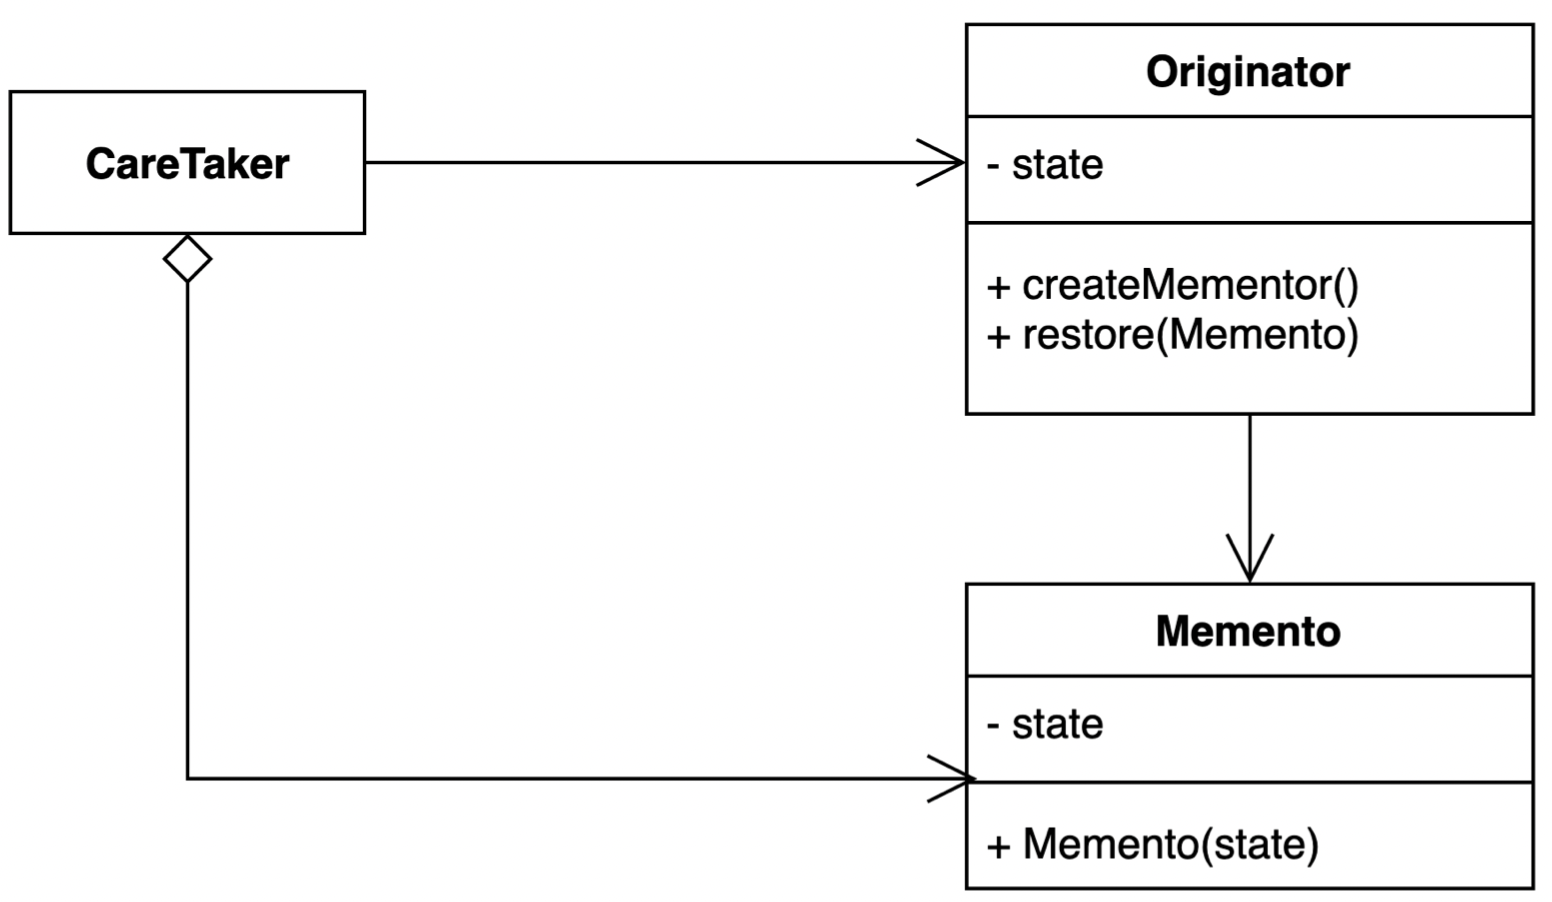 CareTaker
Originator
- state
+ createMementor()
+ restore(Memento)
Memento
- state
+ Memento(state)